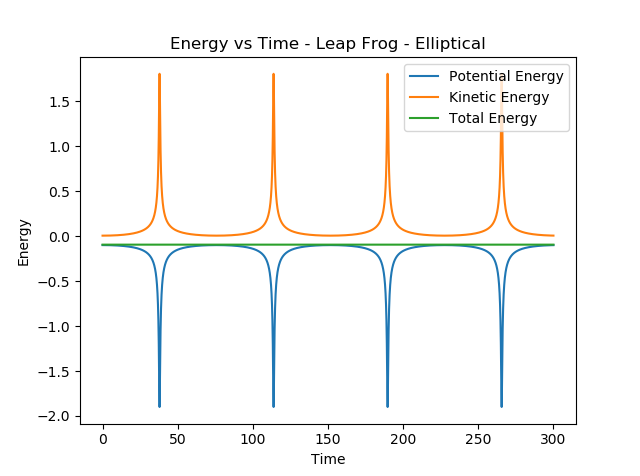 Energy vs Time - Leap Frog - Elliptical
Potential Energy
Kinetic Energy
Total Energy
1.5
1.0
0.5
0.0
−0.5
−1.0
−1.5
−2.0
Energy
0 50 100 150 200 250 300
Time